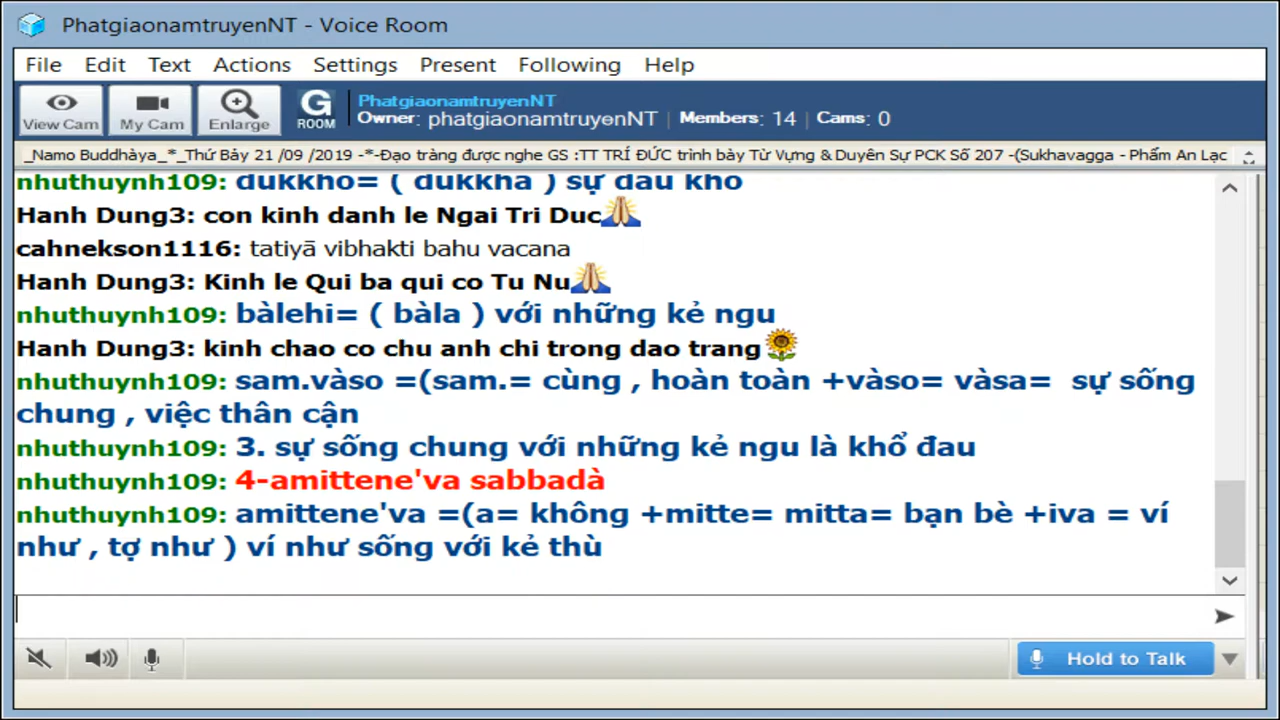 PhatgiaonamtruyenNT - Voice Room
File Edit Text Actions Settings Present Following Help
View Cam My Cam Enlarge G ROOM
PhatgiaonamtruyenNT
Owner: phatgiaonamtruyenNT Members: 14 Cams: 0
_Namo Buddhàya_*_Thứ Bảy 21 /09 /2019 -*-Đạo tràng được nghe GS :TT TRÍ ĐỨC trình bày Từ Vựng & Duyên Sự PCK Số 207 -(Sukhavagga - Phẩm An Lạc
nhuthuynh109: dukkho= ( dukkha ) sự đau khổ
Hanh Dung3: con kinh danh le Ngai Tri Duc
cahnekson1116: tatiyā vibhakti bahu vacana
Hanh Dung3: Kinh le Qui ba qui co Tu Nu
nhuthuynh109: bàlehi= ( bàla ) với những kẻ ngu
Hanh Dung3: kinh chao co chu anh chi trong dao trang
nhuthuynh109: sam.vàso =(sam.= cùng , hoàn toàn +vàso= vàsa= sự sống
chung , việc thân cận
nhuthuynh109: 3. sự sống chung với những kẻ ngu là khổ đau
nhuthuynh109: 4-amittene'va sabbadà
nhuthuynh109: amittene'va =(a= không +mitte= mitta= bạn bè +iva = ví
như , tợ như ) ví như sống với kẻ thù
Hold to Talk